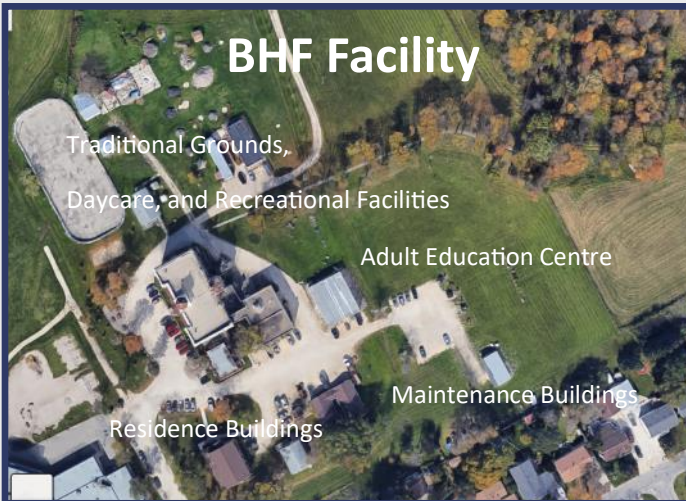 BHF Facility
Traditional Grounds,
Daycare, and Recreational Facilities
Adult Education Centre
Maintenance Buildings
Residence Buildings